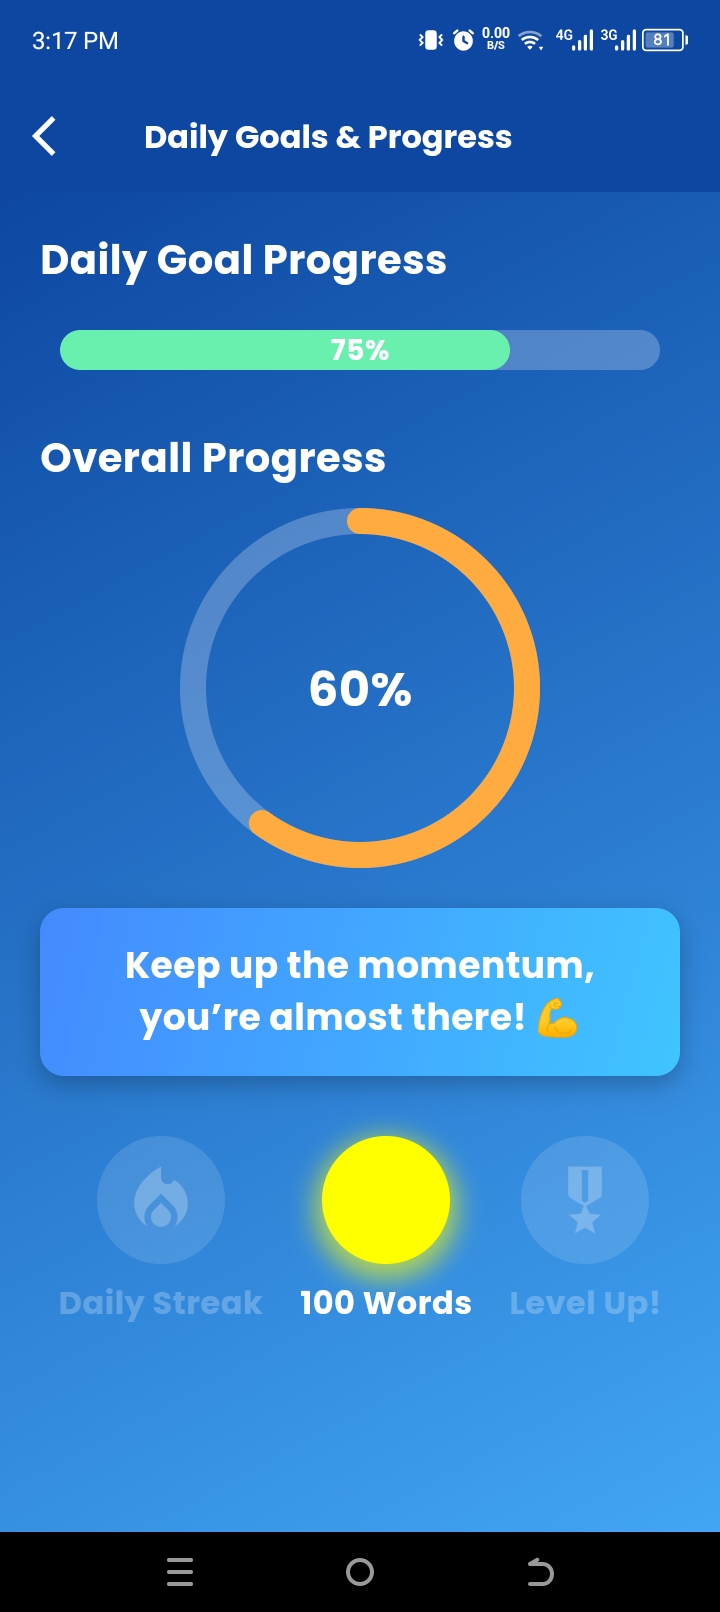 3:17 PM
0.00
B/S
4G
3G
81
Daily Goals & Progress
Daily Goal Progress
75%
Overall Progress
60%
Keep up the momentum,
you’re almost there! 💪
Daily Streak
100 Words
Level Up!